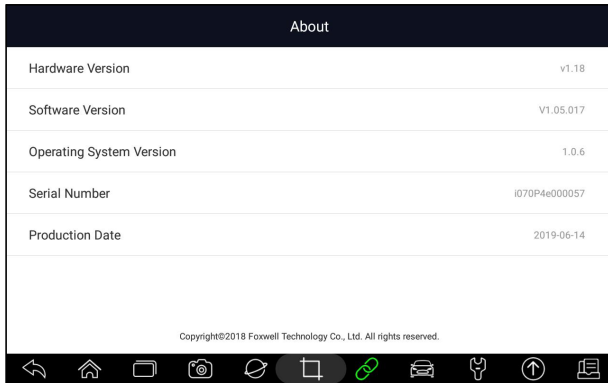 About
Hardware Version v1.18
Software Version V1.05.017
Operating System Version 1.0.6
Serial Number i070P4e000057
Production Date 2019-06-14
Copyright©2018 Foxwell Technology Co., Ltd. All rights reserved.